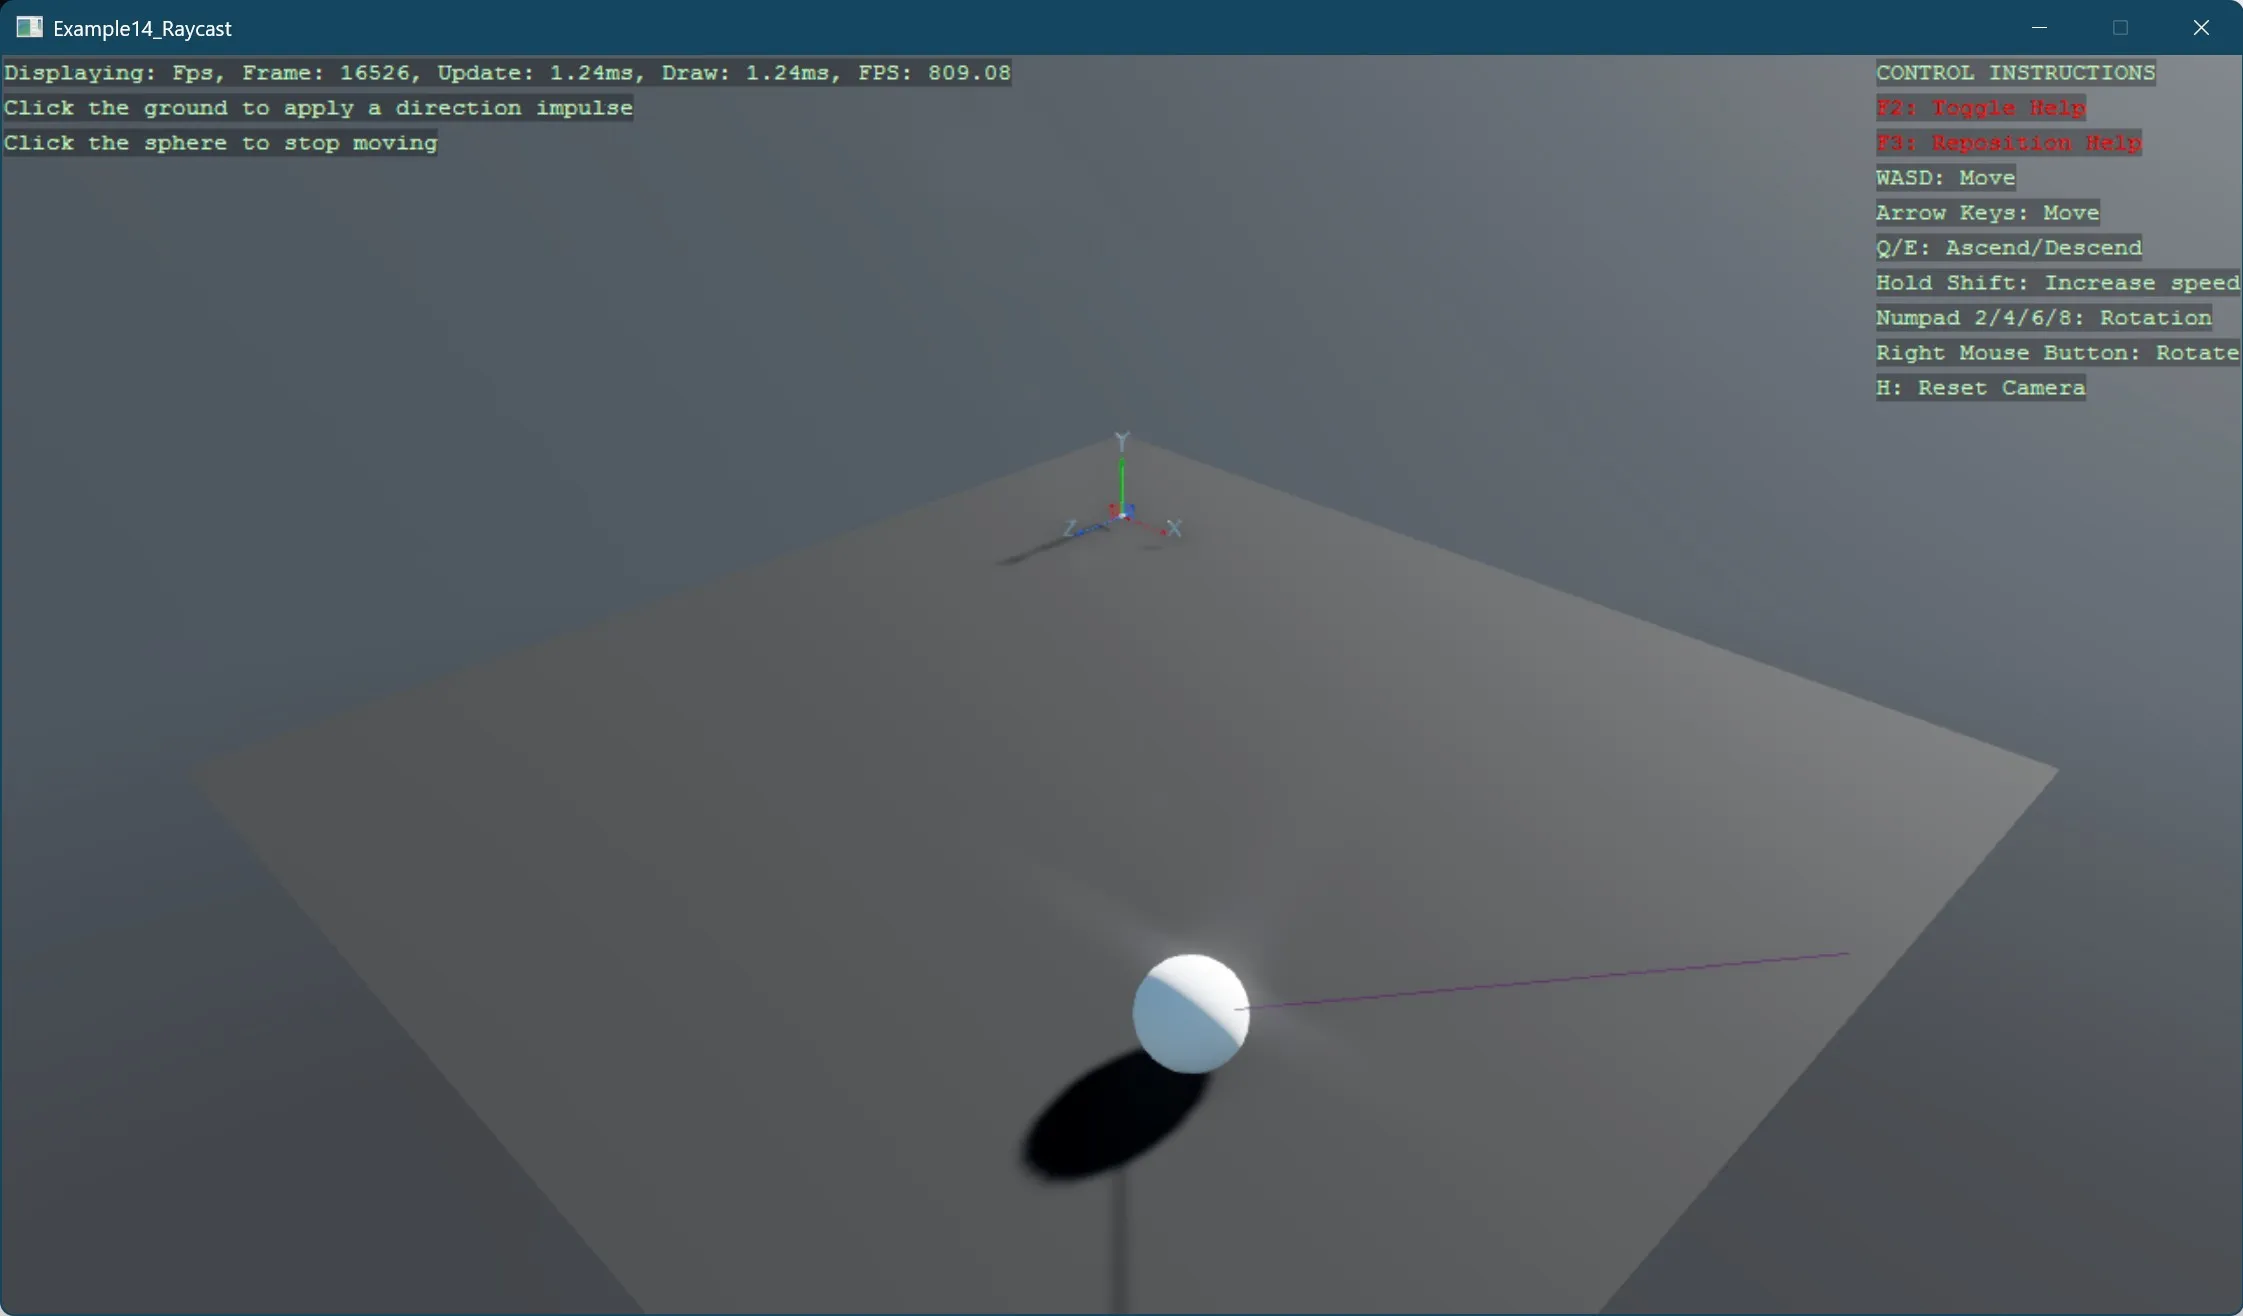 Example14_Raycast
Displaying: Fps, Frame: 16526, Update: 1.24ms, Draw: 1.24ms, FPS: 809.08
Click the ground to apply a direction impulse
Click the sphere to stop moving
CONTROL INSTRUCTIONS
F2: Toggle Help
F3: Reposition Help
WASD: Move
Arrow Keys: Move
Q/E: Ascend/Descend
Hold Shift: Increase speed
Numpad 2/4/6/8: Rotation
Right Mouse Button: Rotate
H: Reset Camera
Y
Z X